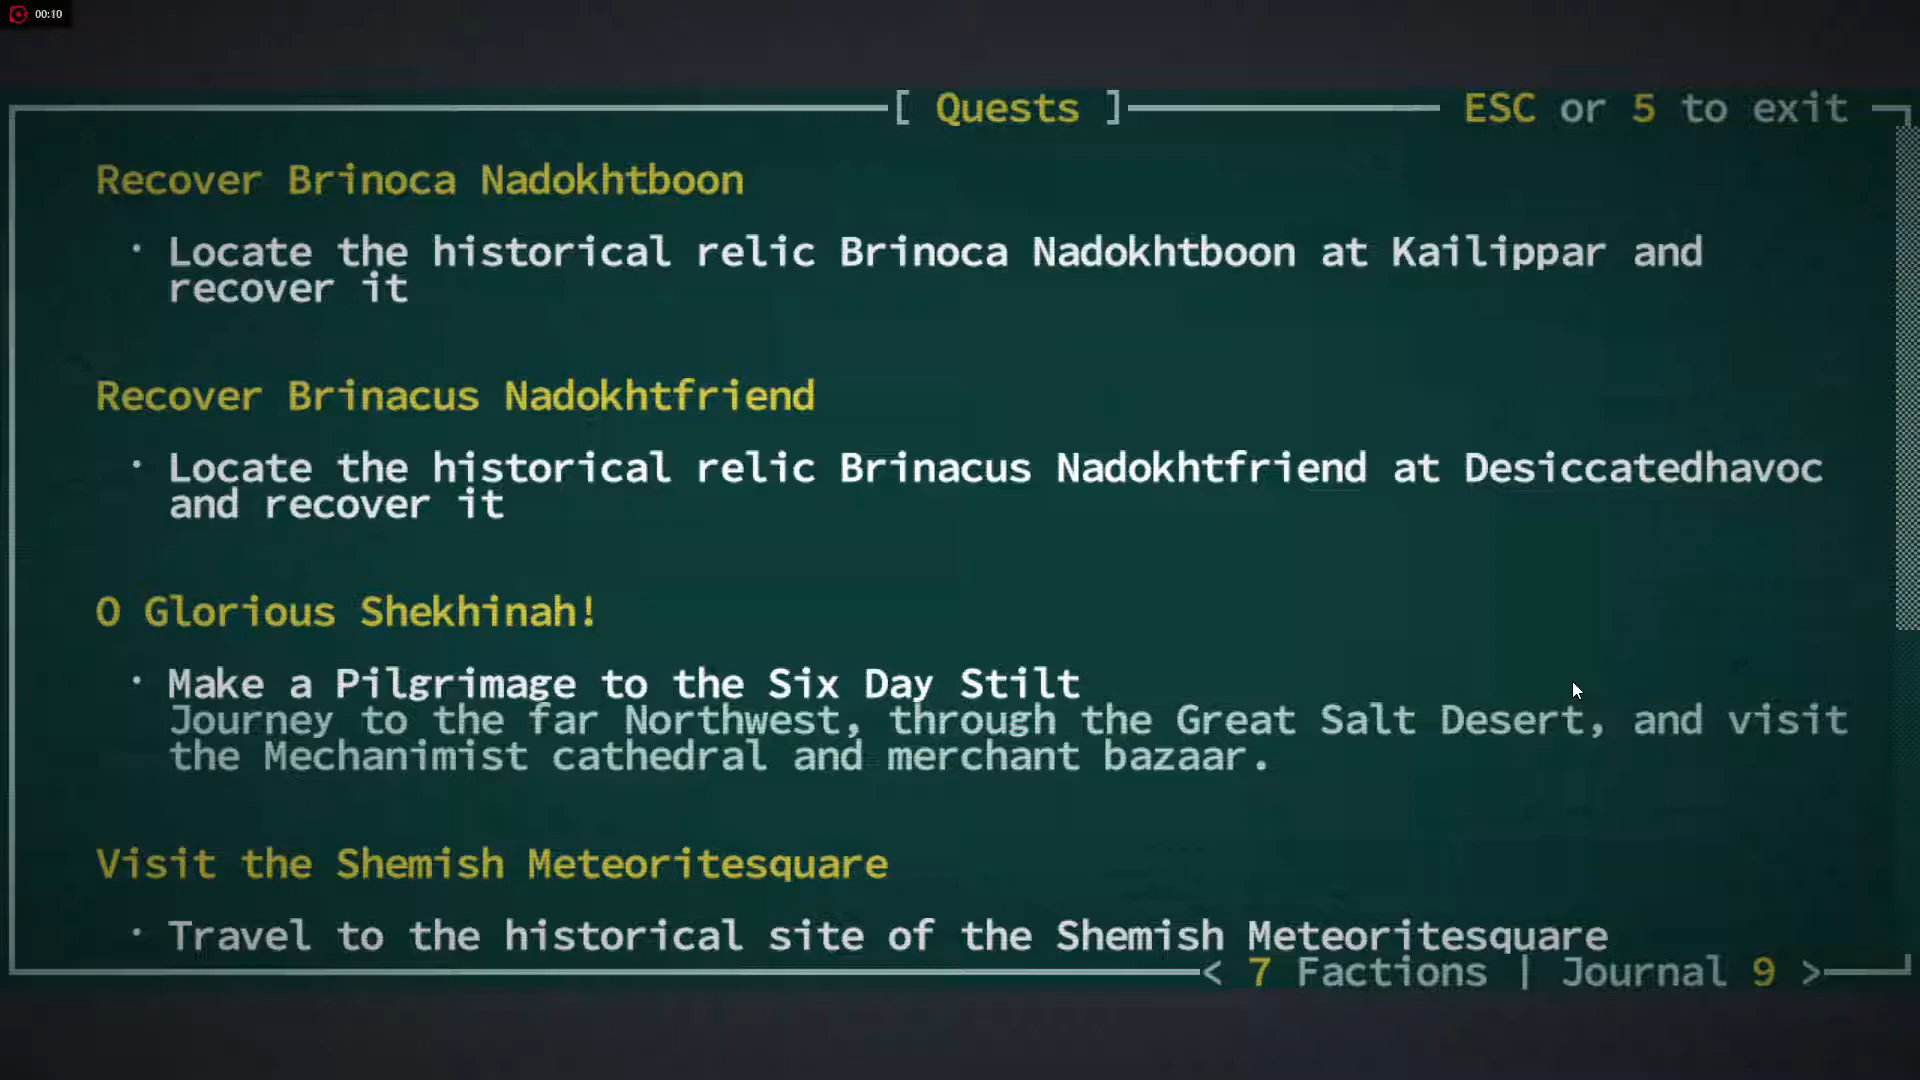 00:10
[ Quests ] ESC or 5 to exit
Recover Brinoca Nadokhtboon
· Locate the historical relic Brinoca Nadokhtboon at Kailippar and
recover it
Recover Brinacus Nadokhtfriend
· Locate the historical relic Brinacus Nadokhtfriend at Desiccatedhavoc
and recover it
O Glorious Shekhinah!
· Make a Pilgrimage to the Six Day Stilt
Journey to the far Northwest, through the Great Salt Desert, and visit
the Mechanimist cathedral and merchant bazaar.
Visit the Shemish Meteoritesquare
· Travel to the historical site of the Shemish Meteoritesquare
< 7 Factions | Journal 9 >